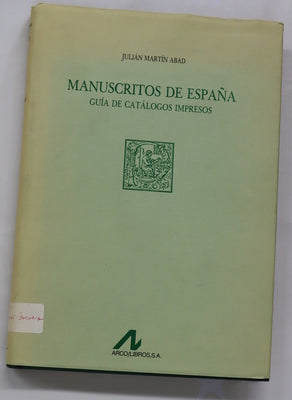 JULIÁN MARTÍN ABAD
MANUSCRITOS DE ESPAÑA
GUÍA DE CATÁLOGOS IMPRESOS
ARCO/LIBROS, S.A.